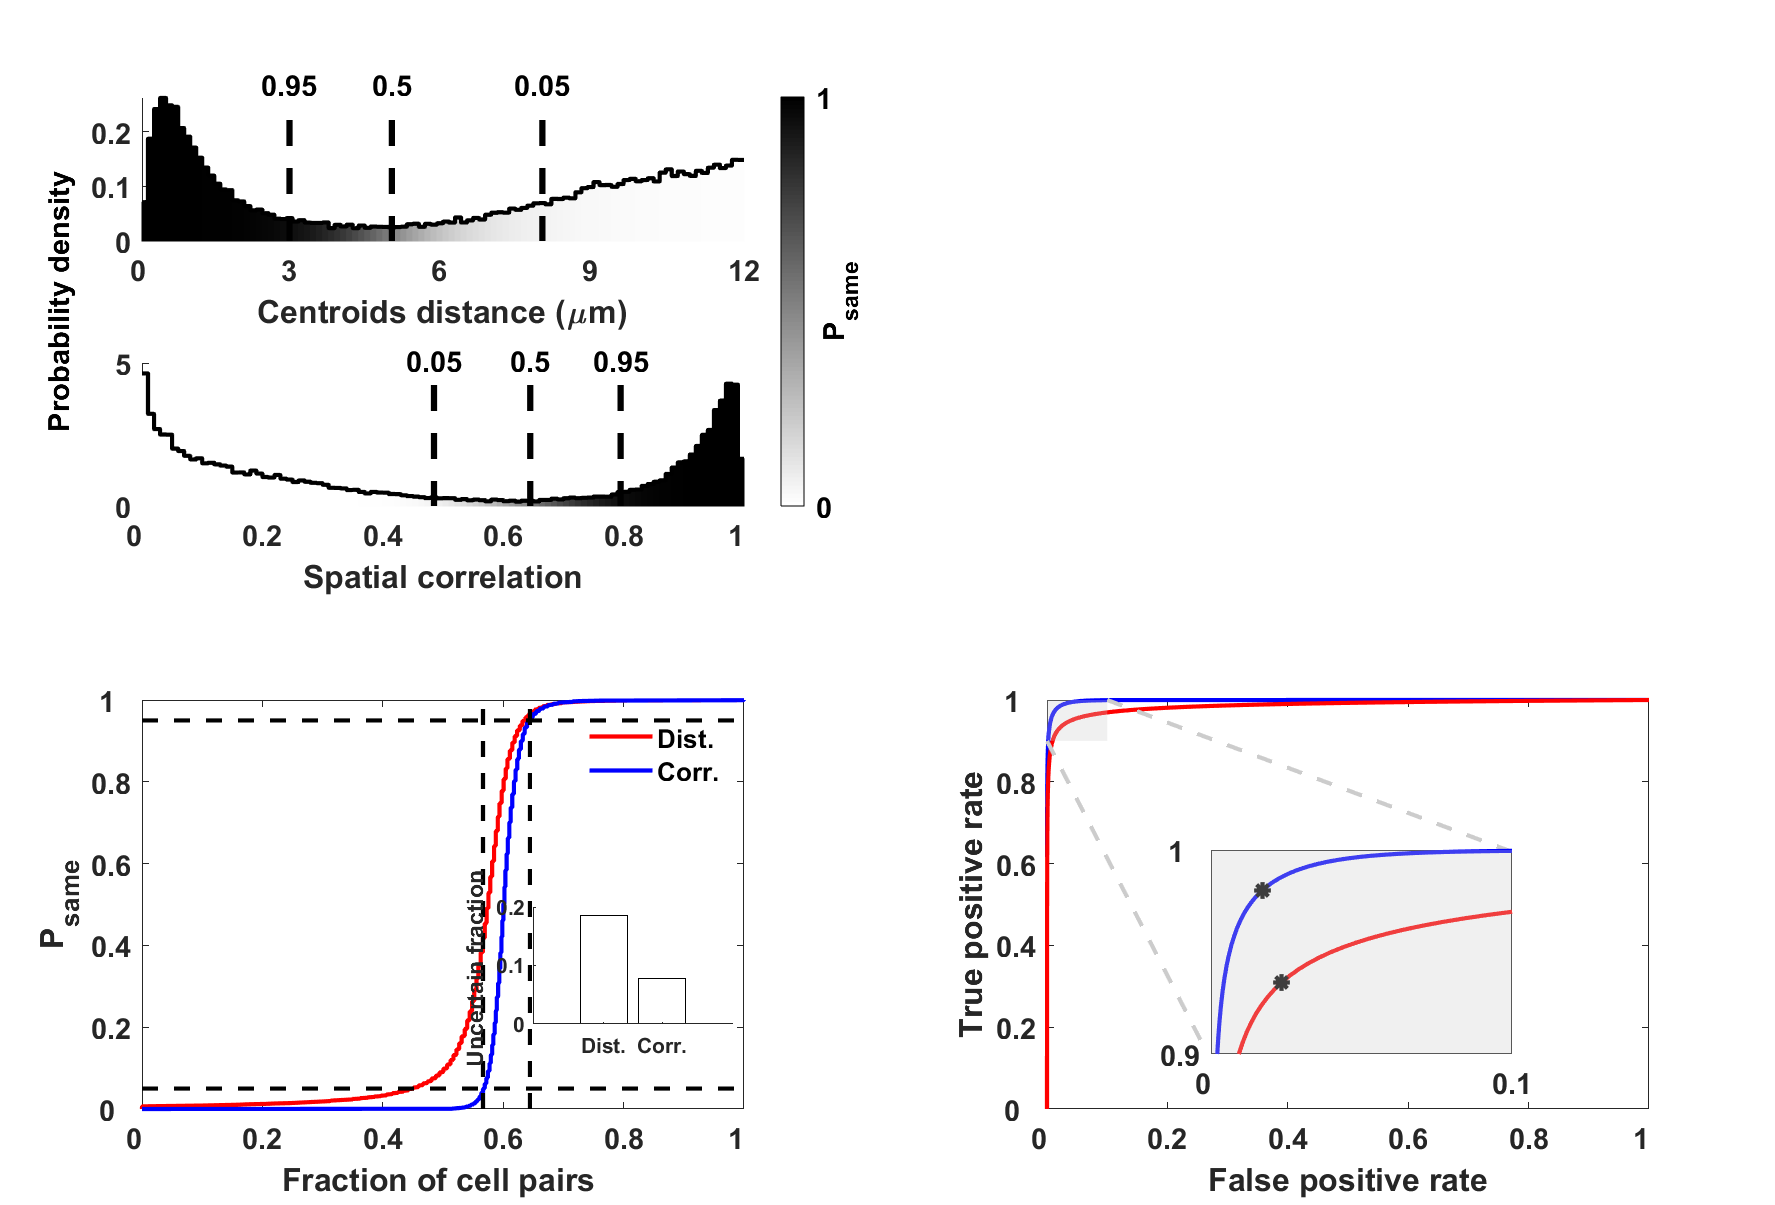 0.95 0.5 0.05
0.2
0.1
0
0 3 6 9 12
Centroids distance (μm)
Probability density
1
0
P same
0.05 0.5 0.95
5
0
0 0.2 0.4 0.6 0.8 1
Spatial correlation
1
0.8
0.6
0.4
0.2
0
P same
Dist.
Corr.
Uncertain fraction
0.2
0.1
0
Dist. Corr.
0 0.2 0.4 0.6 0.8 1
Fraction of cell pairs
1
0.8
0.6
0.4
0.2
0
True positive rate
1
0.9
0 0.1
0 0.2 0.4 0.6 0.8 1
False positive rate